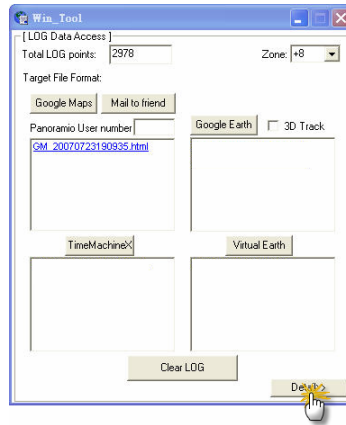 Win_Tool
[ LOG Data Access ]
Total LOG points: 2978 Zone: +8
Target File Format:
Google Maps Mail to friend
Panoramio User number
Google Earth 3D Track
GM_20070723190935.html
TimeMachineX Virtual Earth
Clear LOG